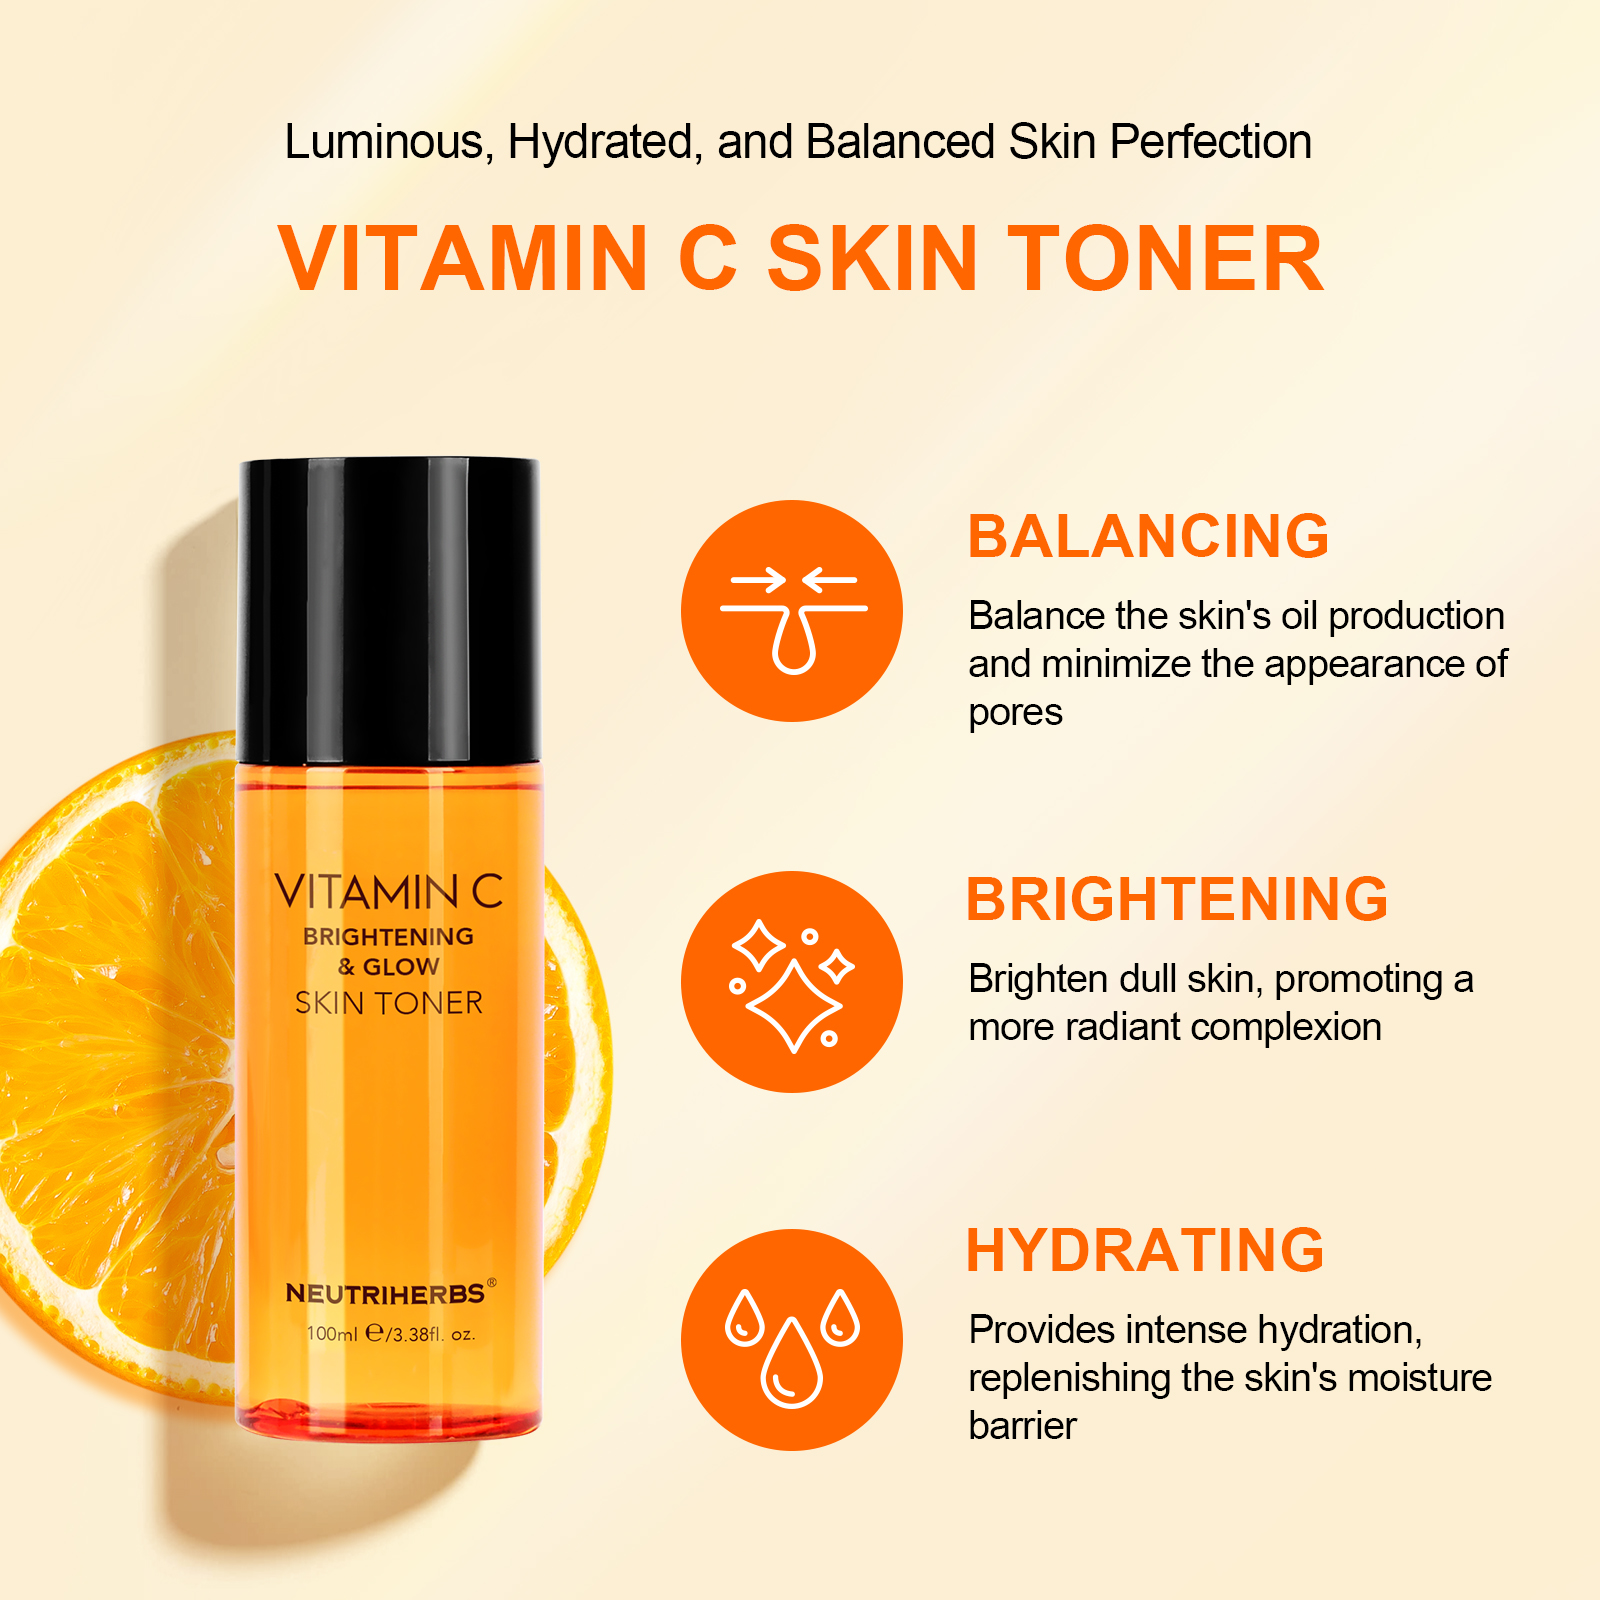 Luminous, Hydrated, and Balanced Skin Perfection
VITAMIN C SKIN TONER
VITAMIN C
BRIGHTENING
& GLOW
SKIN TONER
NEUTRIHERBS®
100ml ℮/3.38fl. oz.
BALANCING
Balance the skin's oil production
and minimize the appearance of
pores
BRIGHTENING
Brighten dull skin, promoting a
more radiant complexion
HYDRATING
Provides intense hydration,
replenishing the skin's moisture
barrier